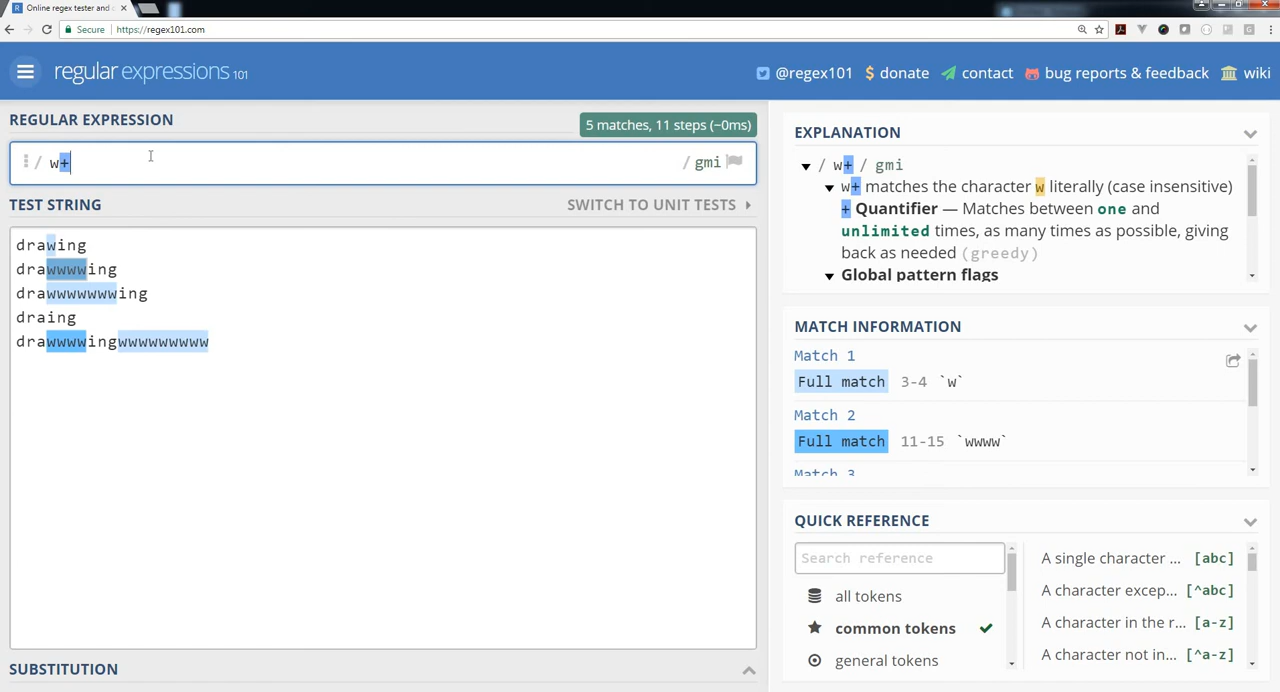 Online regex tester and
Secure https://regex101.com
regular expressions 101
@regex101 donate contact bug reports & feedback wiki
REGULAR EXPRESSION
5 matches, 11 steps (~0ms)
/ w+ / gmi
TEST STRING
SWITCH TO UNIT TESTS
drawing
drawwwwing
drawwwwwwwing
draing
drawwwwingwwwwwwwww
SUBSTITUTION
EXPLANATION
/ w+ / gmi
w+ matches the character w literally (case insensitive)
+ Quantifier — Matches between one and
unlimited times, as many times as possible, giving
back as needed (greedy)
Global pattern flags
MATCH INFORMATION
Match 1
Full match 3-4 `w`
Match 2
Full match 11-15 `wwww`
Match 3
QUICK REFERENCE
Search reference
all tokens
common tokens
general tokens
A single character ... [abc]
A character excep... [^abc]
A character in the r... [a-z]
A character not in... [^a-z]